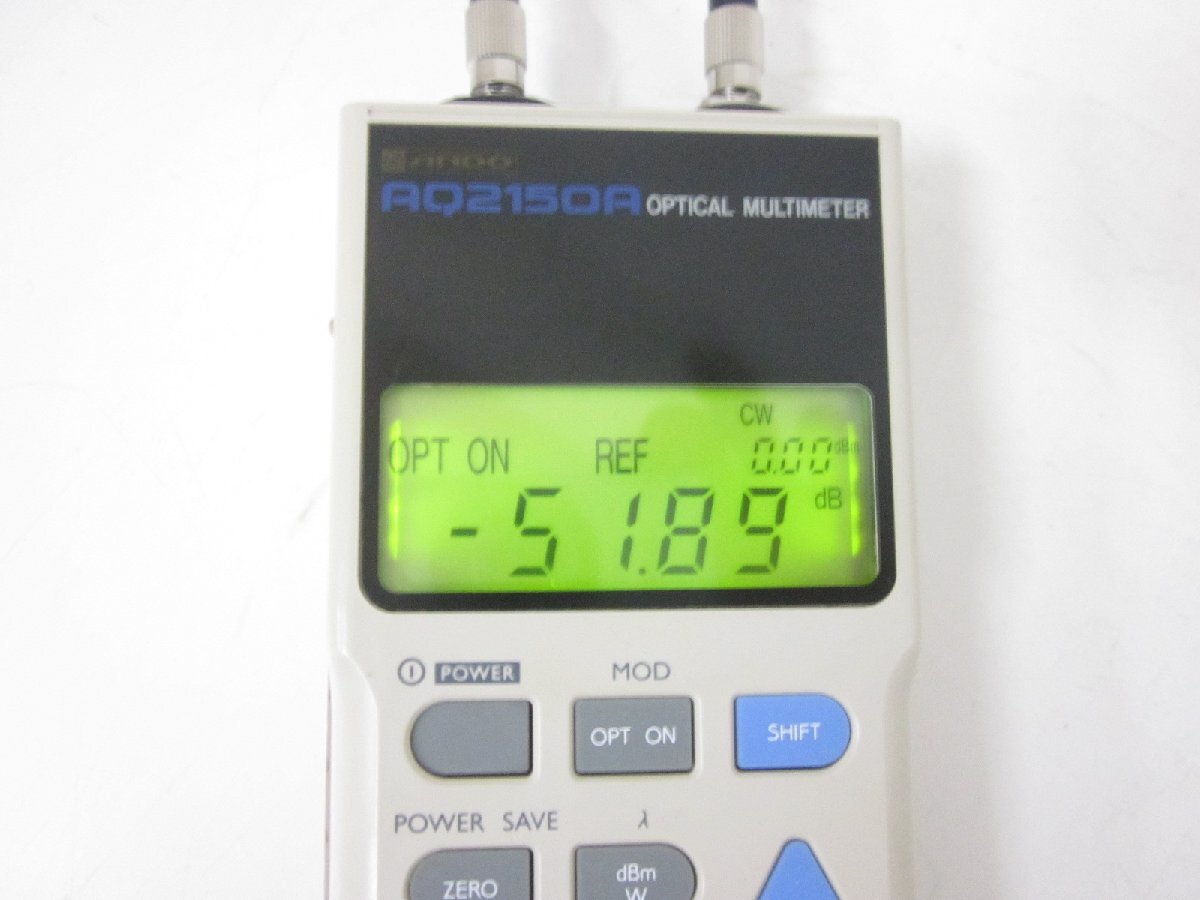 ANDO
AQ2150A OPTICAL MULTIMETER
CW
OPT ON REF 0.00 dBm
-51.89 dB
POWER MOD
OPT ON SHIFT
POWER SAVE λ
ZERO dBm
W